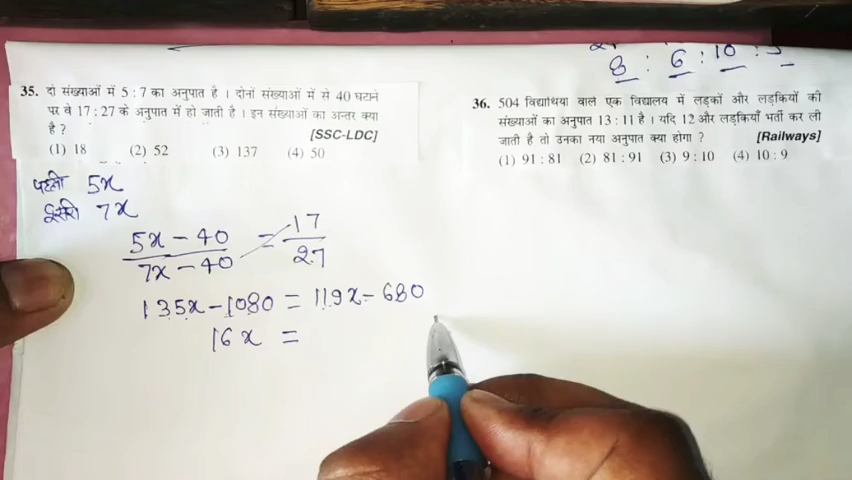 8 : 6 : 10 :
35. दो संख्याओं में 5 : 7 का अनुपात है । दोनों संख्याओं में से 40 घटाने
पर वे 17 : 27 के अनुपात में हो जाती है । इन संख्याओं का अन्तर क्या
है ?
[SSC-LDC]
(1) 18 (2) 52 (3) 137 (4) 50
पहली 5x
दूसरी 7x
5x - 40 = 17
7x - 40 27
135x - 1080 = 119x - 680
16x =
36. 504 विद्यार्थियों वाले एक विद्यालय में लड़कों और लड़कियों की
संख्याओं का अनुपात 13 : 11 है । यदि 12 और लड़कियाँ भर्ती कर ली
जाती है तो उनका नया अनुपात क्या होगा ? [Railways]
(1) 91 : 81 (2) 81 : 91 (3) 9 : 10 (4) 10 : 9